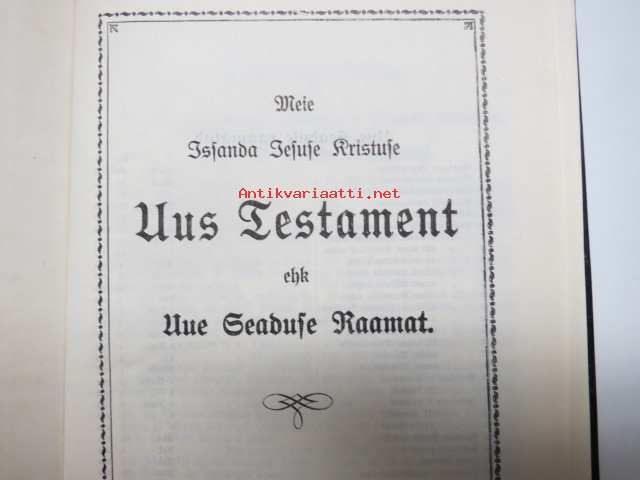 Meie
Issanda Jesuse Kristuse
Antikvariaatti.net
Uus Testament
ehk
Uue Seaduse Raamat.